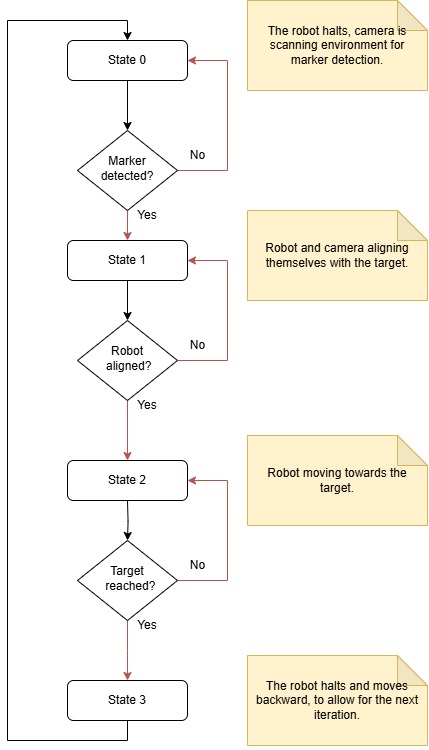 The robot halts, camera is
scanning environment for
marker detection.
State 0
Marker
detected?
No
Yes
Robot and camera aligning
themselves with the target.
State 1
Robot
aligned?
No
Yes
Robot moving towards the
target.
State 2
Target
reached?
No
Yes
The robot halts and moves
backward, to allow for the next
iteration.
State 3